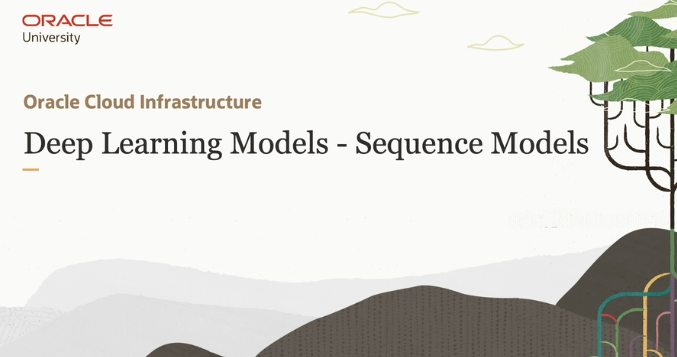 ORACLE
University
Oracle Cloud Infrastructure
Deep Learning Models - Sequence Models